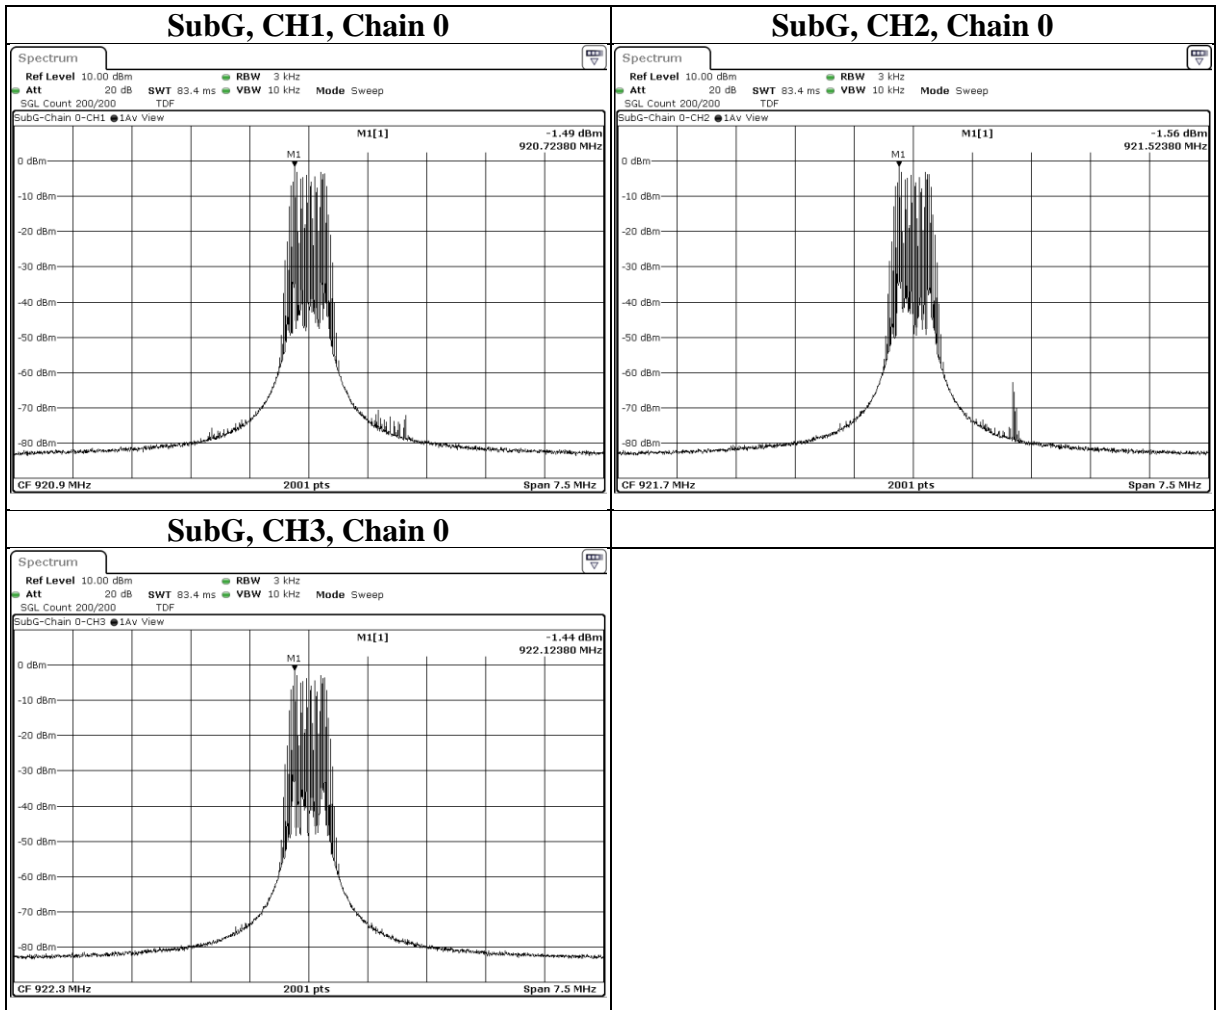 SubG, CH1, Chain 0
Spectrum
Ref Level 10.00 dBm RBW 3 kHz
Att 20 dB SWT 83.4 ms VBW 10 kHz Mode Sweep
SGL Count 200/200 TDF
SubG-Chain 0-CH1 1Av View
M1[1] -1.49 dBm
920.72380 MHz
M1
0 dBm
-10 dBm
-20 dBm
-30 dBm
-40 dBm
-50 dBm
-60 dBm
-70 dBm
-80 dBm
CF 920.9 MHz 2001 pts Span 7.5 MHz
SubG, CH2, Chain 0
Spectrum
Ref Level 10.00 dBm RBW 3 kHz
Att 20 dB SWT 83.4 ms VBW 10 kHz Mode Sweep
SGL Count 200/200 TDF
SubG-Chain 0-CH2 1Av View
M1[1] -1.56 dBm
921.52380 MHz
M1
0 dBm
-10 dBm
-20 dBm
-30 dBm
-40 dBm
-50 dBm
-60 dBm
-70 dBm
-80 dBm
CF 921.7 MHz 2001 pts Span 7.5 MHz
SubG, CH3, Chain 0
Spectrum
Ref Level 10.00 dBm RBW 3 kHz
Att 20 dB SWT 83.4 ms VBW 10 kHz Mode Sweep
SGL Count 200/200 TDF
SubG-Chain 0-CH3 1Av View
M1[1] -1.44 dBm
922.12380 MHz
M1
0 dBm
-10 dBm
-20 dBm
-30 dBm
-40 dBm
-50 dBm
-60 dBm
-70 dBm
-80 dBm
CF 922.3 MHz 2001 pts Span 7.5 MHz